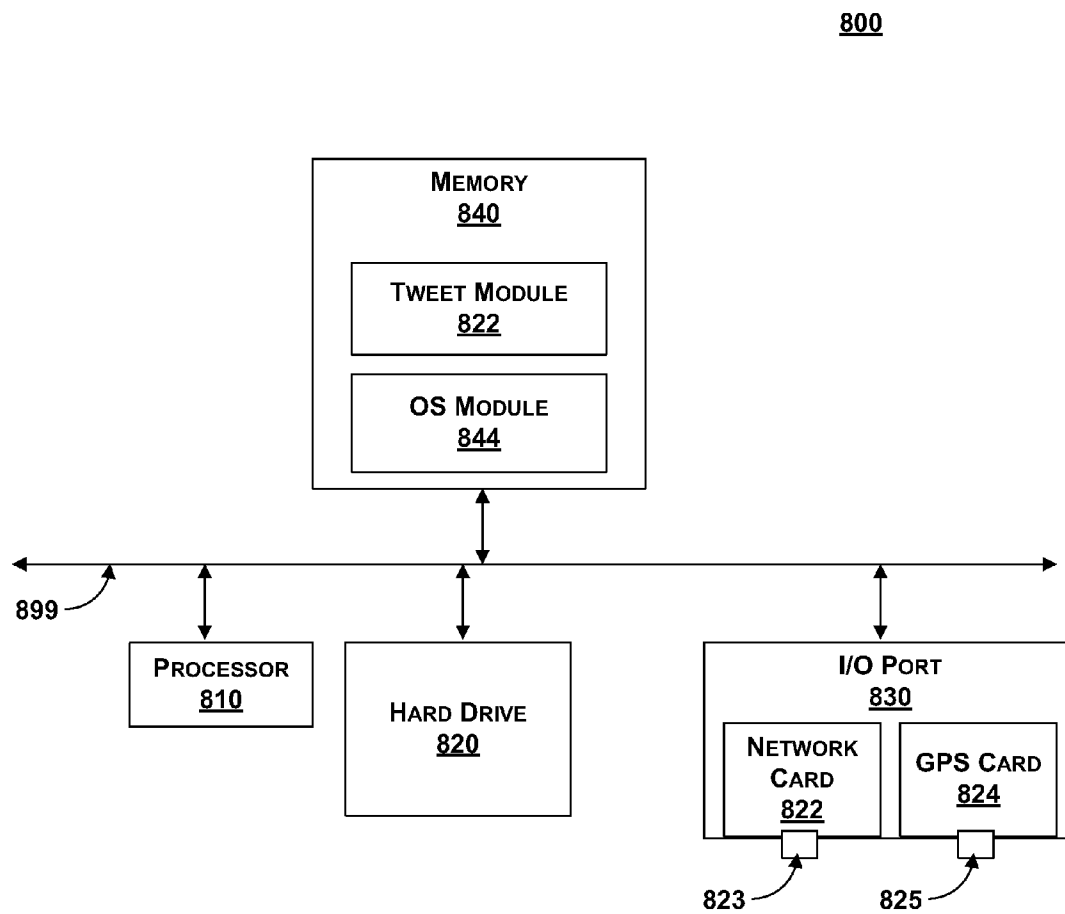 800
MEMORY
840
TWEET MODULE
822
OS MODULE
844
899
PROCESSOR
810
HARD DRIVE
820
I/O PORT
830
NETWORK
CARD
822
GPS CARD
824
823
825